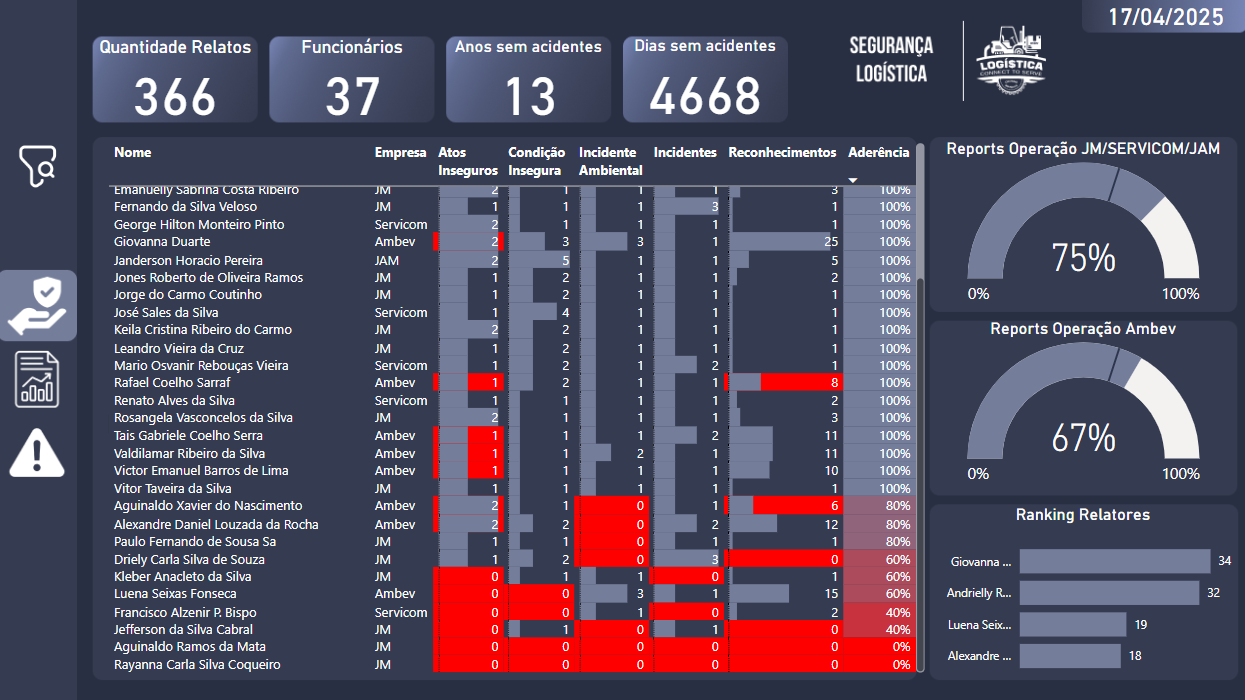 17/04/2025
Quantidade Relatos
366
Funcionários
37
Anos sem acidentes
13
Dias sem acidentes
4668
SEGURANÇA
LOGÍSTICA
LOGÍSTICA
CONNECT TO SERVE
Nome Empresa Atos Inseguros Condição Insegura Incidente Ambiental Incidentes Reconhecimentos Aderência
Emanuelly Sabrina Costa Ribeiro JM 2 1 1 1 3 100%
Fernando da Silva Veloso JM 1 1 1 3 1 100%
George Hilton Monteiro Pinto Servicom 2 1 1 1 1 100%
Giovanna Duarte Ambev 2 3 3 1 25 100%
Janderson Horacio Pereira JAM 2 5 1 1 5 100%
Jones Roberto de Oliveira Ramos JM 1 2 1 1 2 100%
Jorge do Carmo Coutinho JM 1 2 1 1 1 100%
José Sales da Silva Servicom 1 4 1 1 1 100%
Keila Cristina Ribeiro do Carmo JM 2 2 1 1 1 100%
Leandro Vieira da Cruz JM 1 2 1 1 1 100%
Mario Osvanir Rebouças Vieira Servicom 1 2 1 2 1 100%
Rafael Coelho Sarraf Ambev 1 2 1 1 8 100%
Renato Alves da Silva Servicom 1 1 1 1 2 100%
Rosangela Vasconcelos da Silva JM 2 1 1 1 3 100%
Tais Gabriele Coelho Serra Ambev 1 1 1 2 11 100%
Valdilamar Ribeiro da Silva Ambev 1 1 2 1 11 100%
Victor Emanuel Barros de Lima Ambev 1 1 1 1 10 100%
Vitor Taveira da Silva JM 1 1 1 1 1 100%
Aguinaldo Xavier do Nascimento Ambev 2 1 0 1 6 80%
Alexandre Daniel Louzada da Rocha Ambev 2 2 0 2 12 80%
Paulo Fernando de Sousa Sa JM 1 1 0 1 1 80%
Driely Carla Silva de Souza JM 1 2 0 3 0 60%
Kleber Anacleto da Silva JM 0 1 1 0 1 60%
Luena Seixas Fonseca Ambev 0 0 3 1 15 60%
Francisco Alzenir P. Bispo Servicom 0 0 1 0 2 40%
Jefferson da Silva Cabral JM 0 1 0 1 0 40%
Aguinaldo Ramos da Mata JM 0 0 0 0 0 0%
Rayanna Carla Silva Coqueiro JM 0 0 0 0 0 0%
Reports Operação JM/SERVICOM/JAM
75%
0% 100%
Reports Operação Ambev
67%
0% 100%
Ranking Relatores
Giovanna ... 34
Andrielly R... 32
Luena Seix... 19
Alexandre ... 18